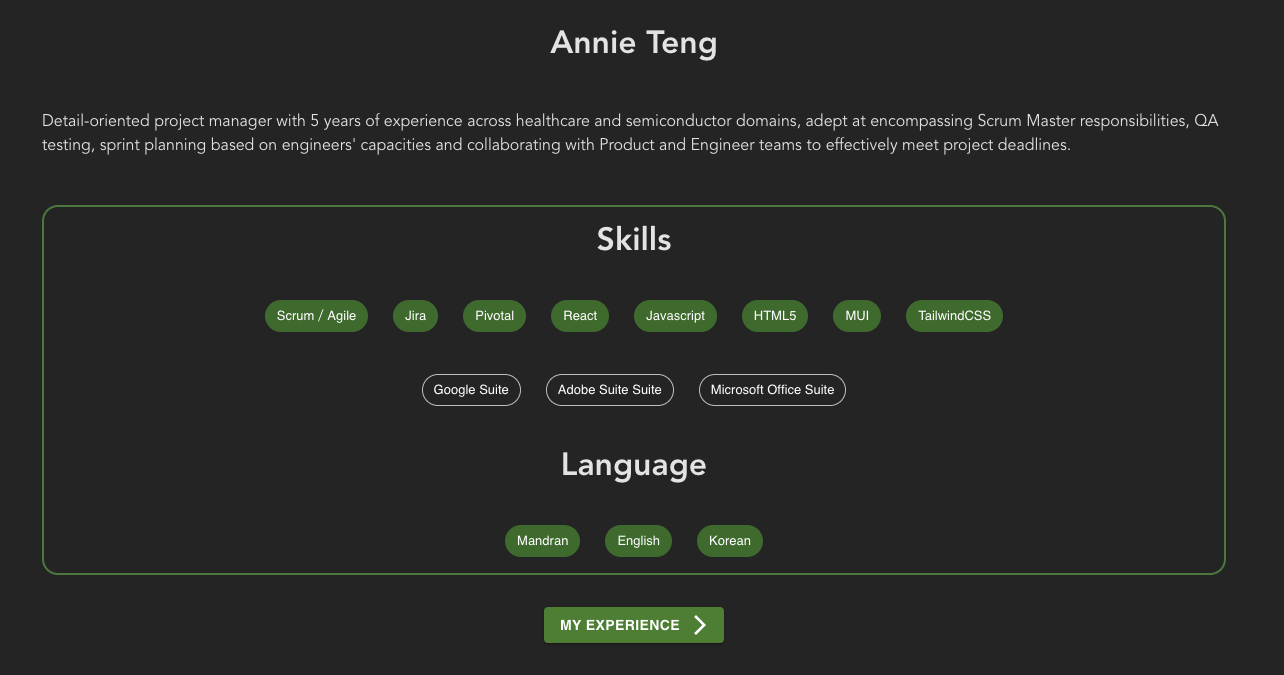 Annie Teng
Detail-oriented project manager with 5 years of experience across healthcare and semiconductor domains, adept at encompassing Scrum Master responsibilities, QA
testing, sprint planning based on engineers' capacities and collaborating with Product and Engineer teams to effectively meet project deadlines.
Skills
Scrum / Agile Jira Pivotal React Javascript HTML5 MUI TailwindCSS
Google Suite Adobe Suite Suite Microsoft Office Suite
Language
Mandran English Korean
MY EXPERIENCE